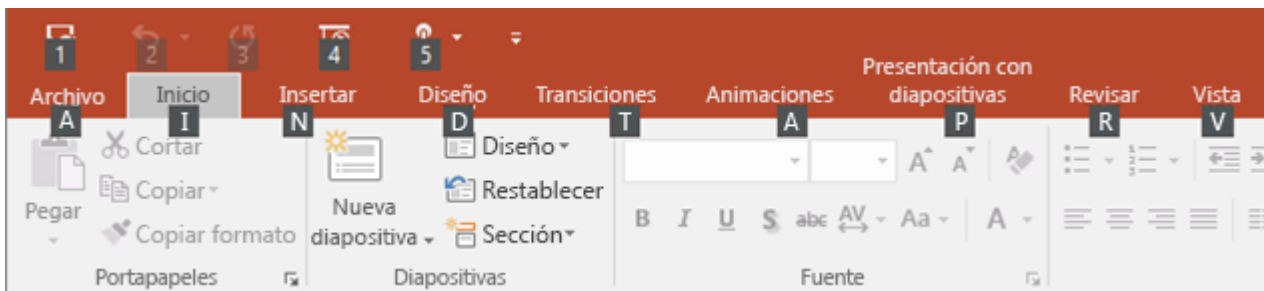 1 2 3 4 5
Presentación con
Archivo Inicio Insertar Diseño Transiciones Animaciones diapositivas Revisar Vista
A I N D T A P R V
Cortar Diseño
Copiar Restablecer
Pegar Nueva
Copiar formato diapositiva Sección
B I U S abc AV Aa A
Portapapeles Diapositivas Fuente